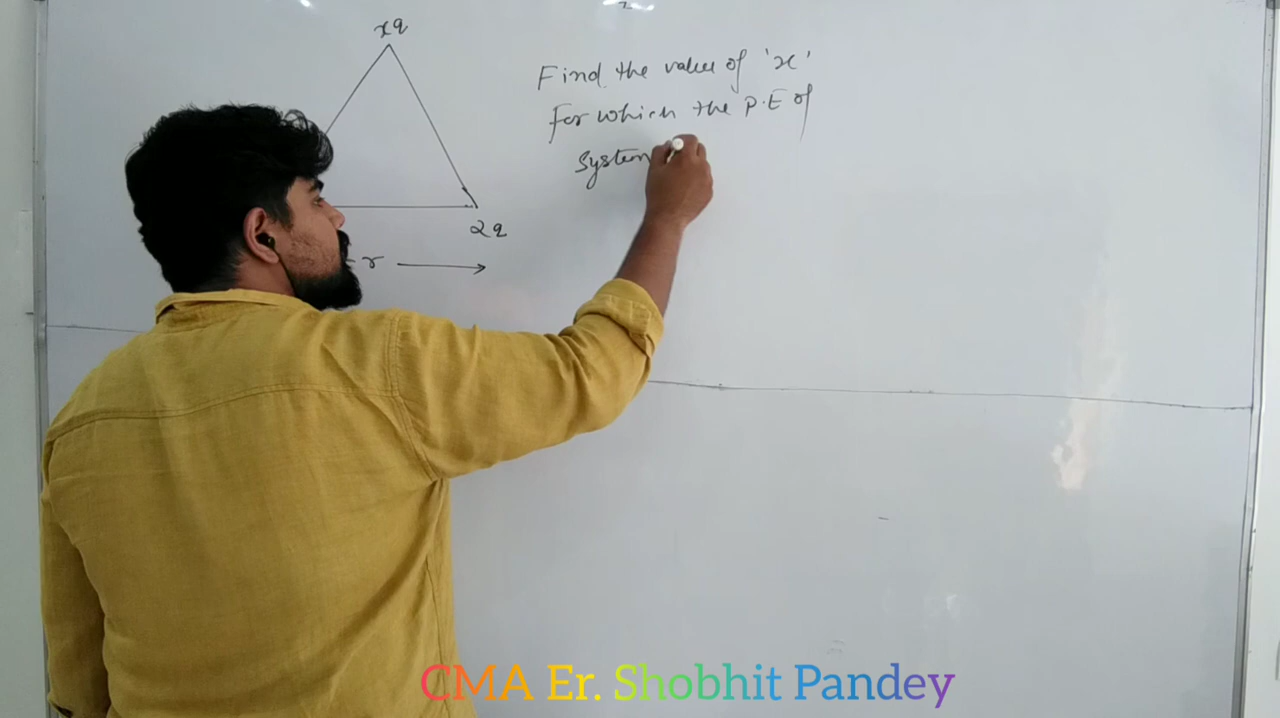 xq
Find the value of 'x'
For which the P.E of
System
2q
r
CMA Er. Shobhit Pandey